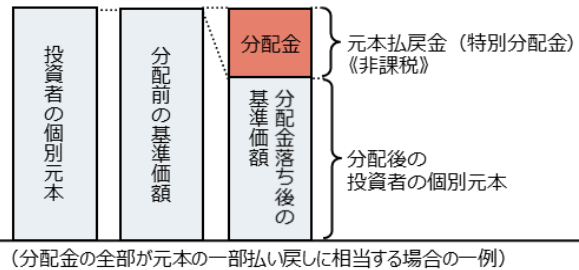 投資者の個別元本
分配前の基準価額
分配金
分配金落ち後の
基準価額
元本払戻金（特別分配金）
《非課税》
分配後の
投資者の個別元本
（分配金の全部が元本の一部払い戻しに相当する場合の一例）